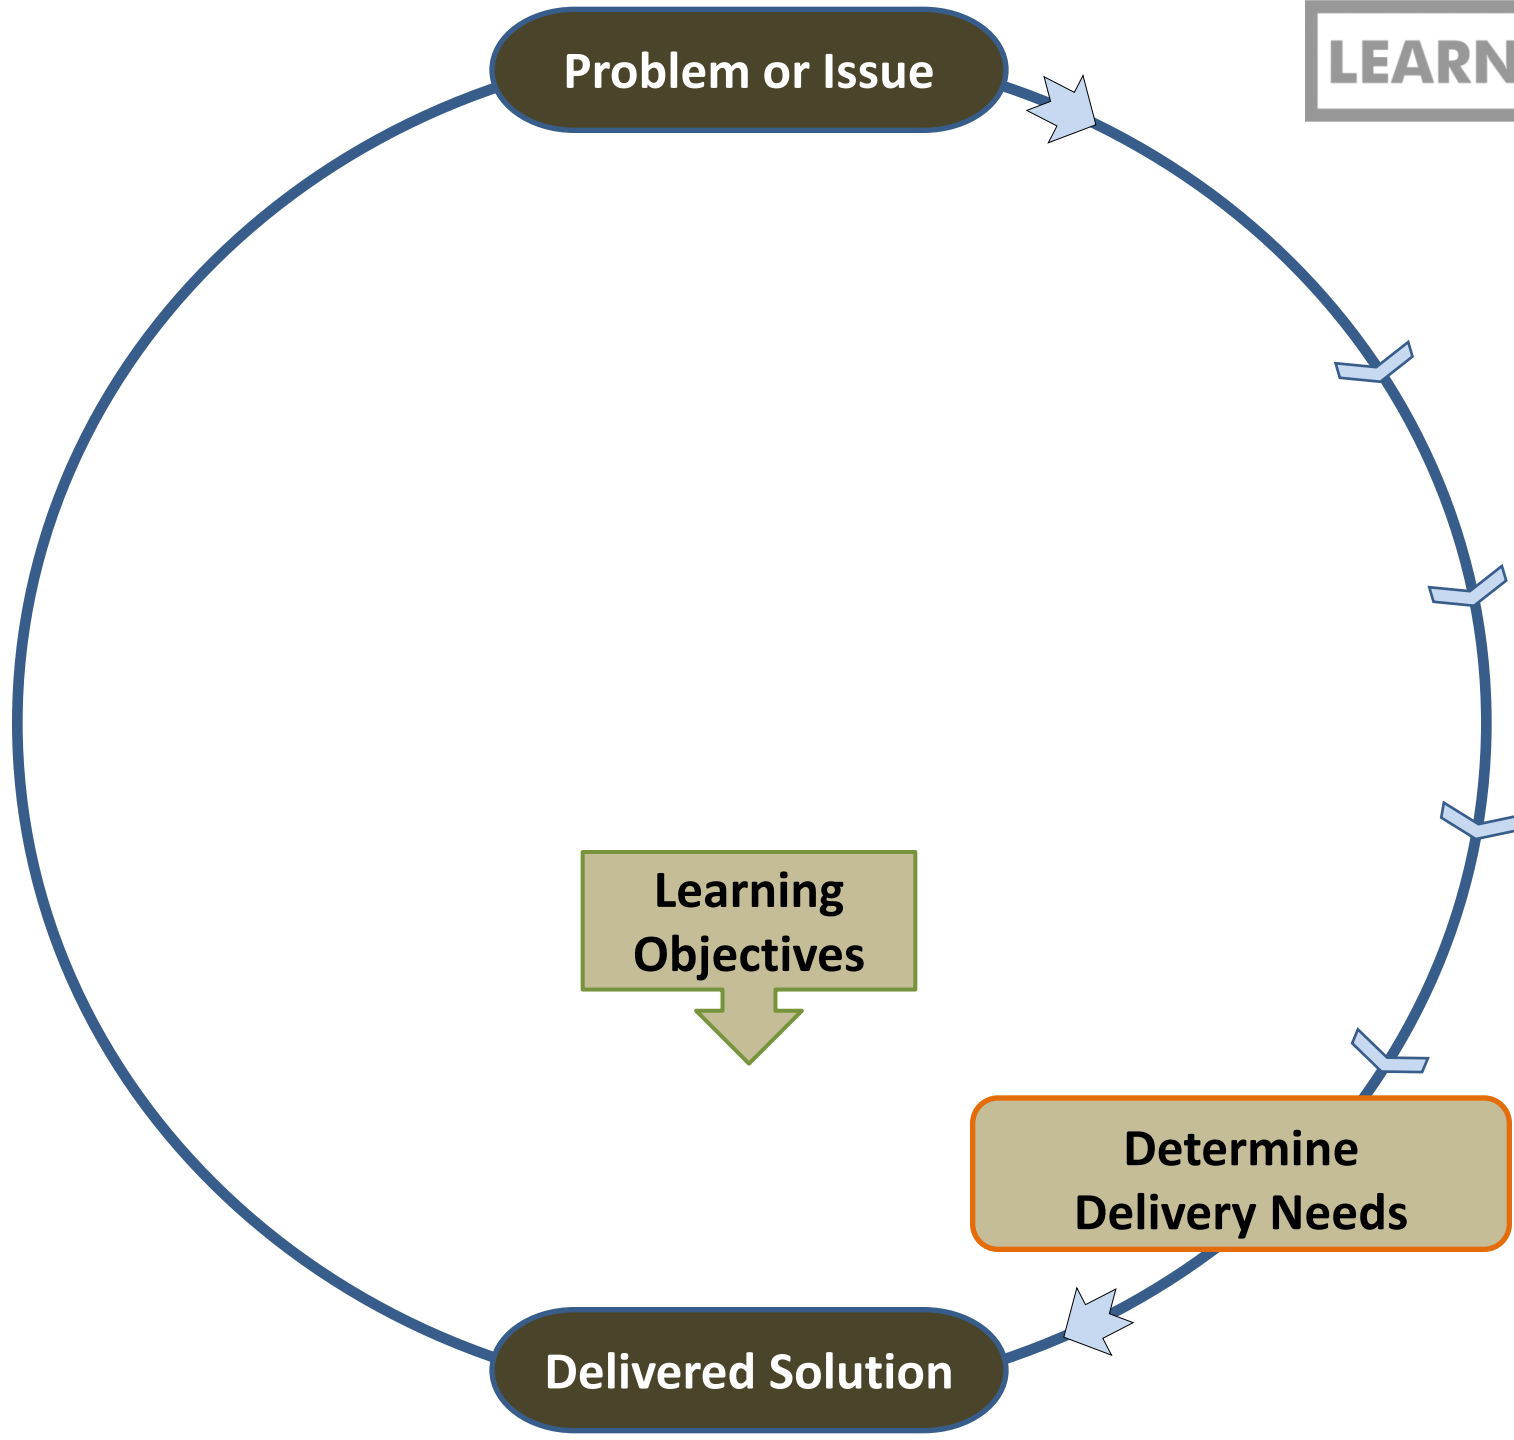 Problem or Issue
LEARN
Learning
Objectives
Determine
Delivery Needs
Delivered Solution